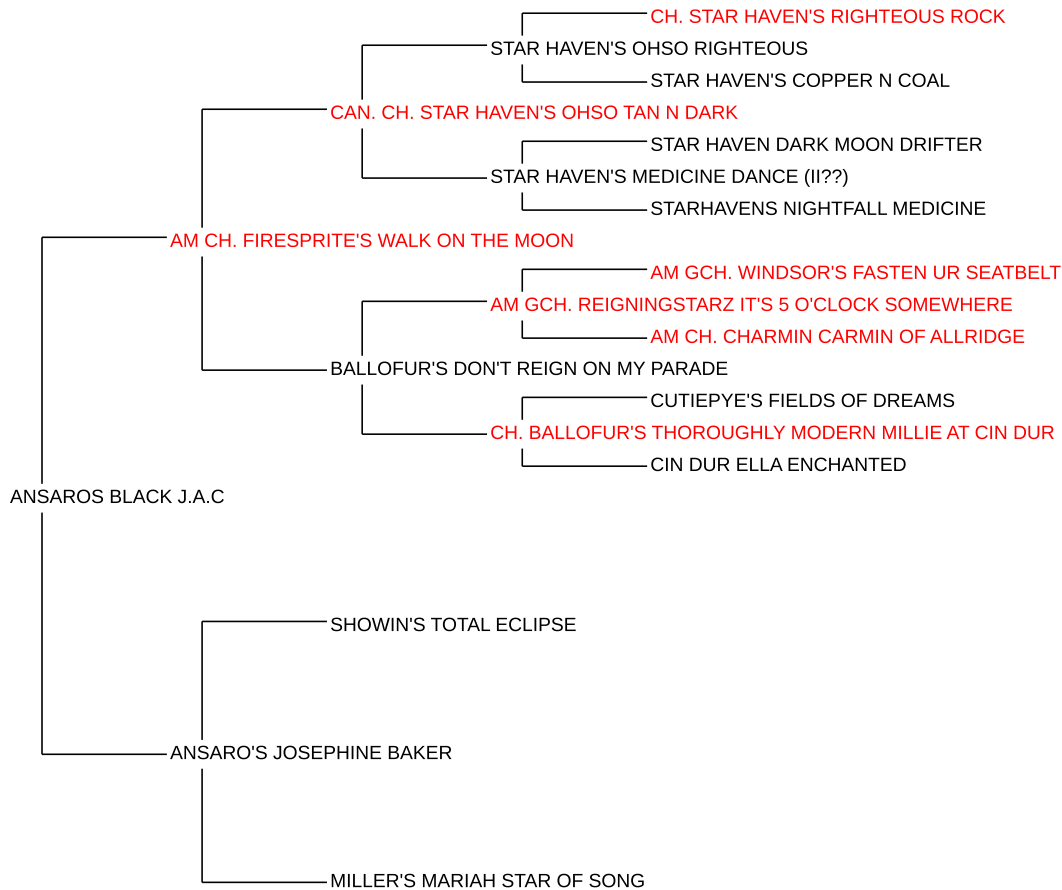 CH. STAR HAVEN'S RIGHTEOUS ROCK
STAR HAVEN'S OHSO RIGHTEOUS
STAR HAVEN'S COPPER N COAL
CAN. CH. STAR HAVEN'S OHSO TAN N DARK
STAR HAVEN DARK MOON DRIFTER
STAR HAVEN'S MEDICINE DANCE (II??)
STARHAVENS NIGHTFALL MEDICINE
AM CH. FIRESPRITE'S WALK ON THE MOON
AM GCH. WINDSOR'S FASTEN UR SEATBELT
AM GCH. REIGNINGSTARZ IT'S 5 O'CLOCK SOMEWHERE
AM CH. CHARMIN CARMIN OF ALLRIDGE
BALLOFUR'S DON'T REIGN ON MY PARADE
CUTIEPYE'S FIELDS OF DREAMS
CH. BALLOFUR'S THOROUGHLY MODERN MILLIE AT CIN DUR
CIN DUR ELLA ENCHANTED
ANSAROS BLACK J.A.C
SHOWIN'S TOTAL ECLIPSE
ANSARO'S JOSEPHINE BAKER
MILLER'S MARIAH STAR OF SONG